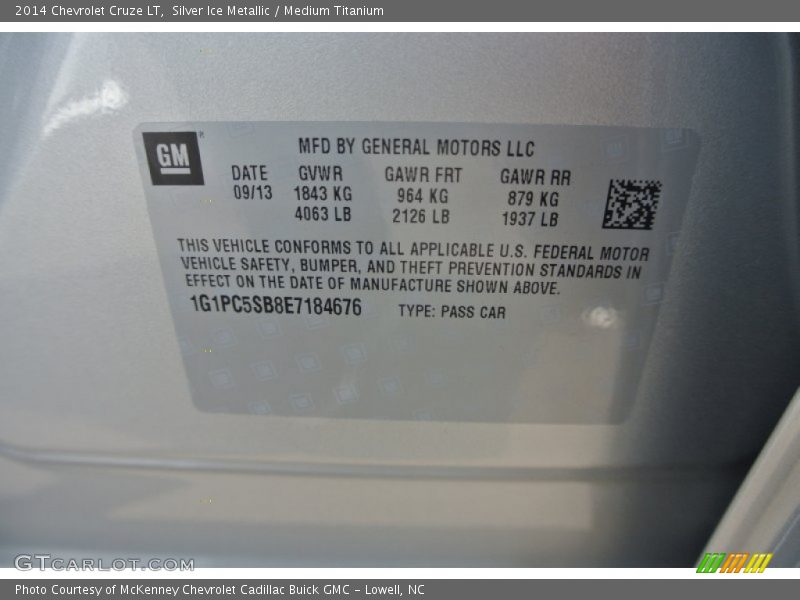 2014 Chevrolet Cruze LT, Silver Ice Metallic / Medium Titanium
GM
MFD BY GENERAL MOTORS LLC
DATE GVWR GAWR FRT GAWR RR
09/13 1843 KG 964 KG 879 KG
4063 LB 2126 LB 1937 LB
THIS VEHICLE CONFORMS TO ALL APPLICABLE U.S. FEDERAL MOTOR
VEHICLE SAFETY, BUMPER, AND THEFT PREVENTION STANDARDS IN
EFFECT ON THE DATE OF MANUFACTURE SHOWN ABOVE.
1G1PC5SB8E7184676 TYPE: PASS CAR
GTCARLOT.COM
Photo Courtesy of McKenney Chevrolet Cadillac Buick GMC - Lowell, NC